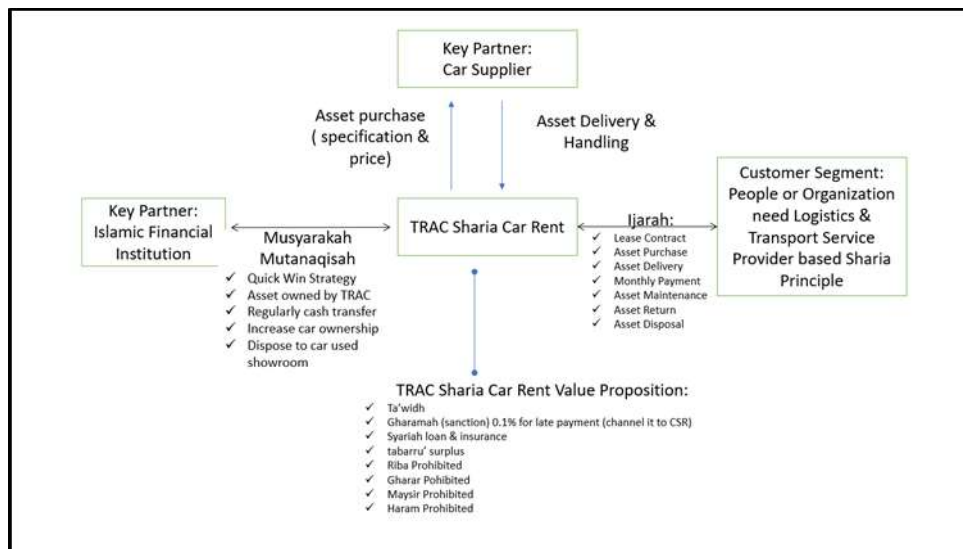 Key Partner:
Car Supplier
Asset purchase
( specification &
price)
Asset Delivery &
Handling
Key Partner:
Islamic Financial
Institution
Musyarakah
Mutanaqisah
✓ Quick Win Strategy
✓ Asset owned by TRAC
✓ Regularly cash transfer
✓ Increase car ownership
✓ Dispose to car used
showroom
TRAC Sharia Car Rent
Ijarah:
✓ Lease Contract
✓ Asset Purchase
✓ Asset Delivery
✓ Monthly Payment
✓ Asset Maintenance
✓ Asset Return
✓ Asset Disposal
Customer Segment:
People or Organization
need Logistics &
Transport Service
Provider based Sharia
Principle
TRAC Sharia Car Rent Value Proposition:
✓ Ta'widh
✓ Gharamah (sanction) 0.1% for late payment (channel it to CSR)
✓ Syariah loan & insurance
✓ tabarru' surplus
✓ Riba Prohibited
✓ Gharar Pohibited
✓ Maysir Prohibited
✓ Haram Prohibited